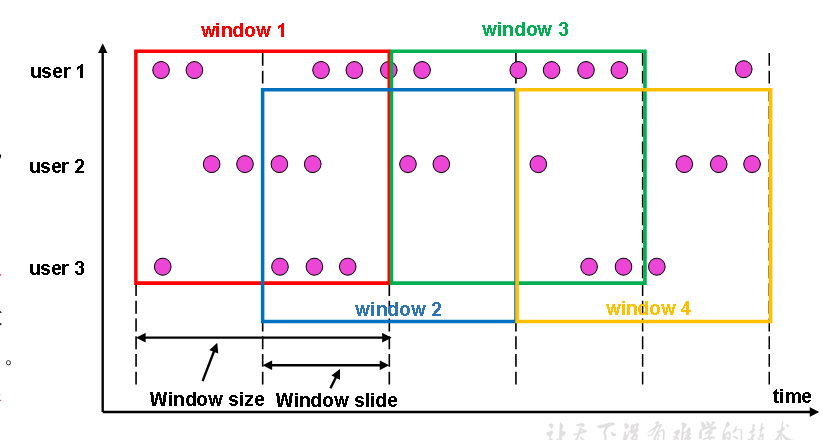 window 1
window 3
user 1
user 2
user 3
window 2
window 4
Window size
Window slide
time
。
让天下没有难学的技术